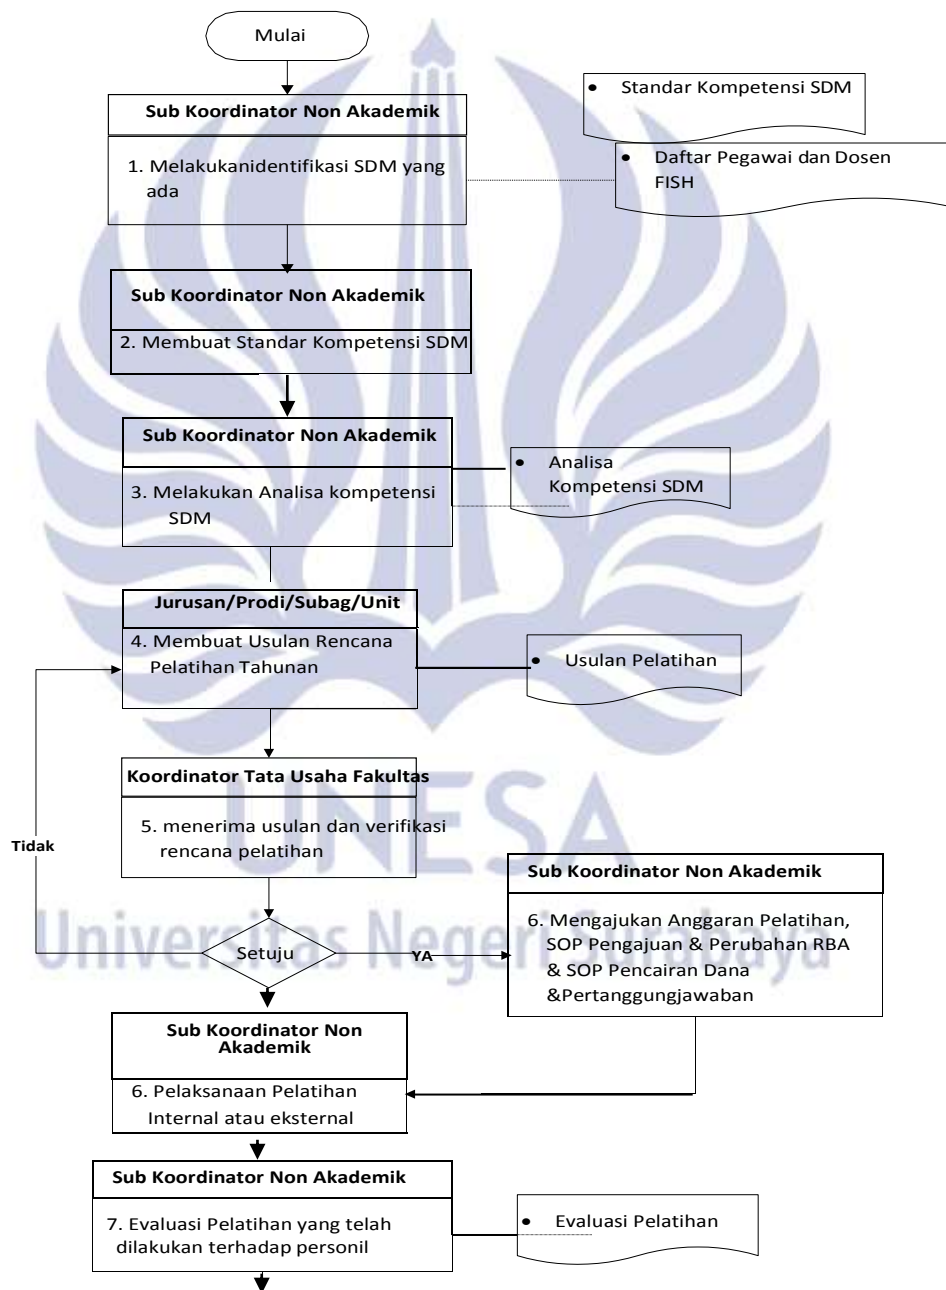 Mulai
Sub Koordinator Non Akademik
• Standar Kompetensi SDM
1. Melakukanidentifikasi SDM yang
ada
• Daftar Pegawai dan Dosen
FISH
Sub Koordinator Non Akademik
2. Membuat Standar Kompetensi SDM
Sub Koordinator Non Akademik
3. Melakukan Analisa kompetensi
SDM
• Analisa
Kompetensi SDM
Jurusan/Prodi/Subag/Unit
4. Membuat Usulan Rencana
Pelatihan Tahunan
• Usulan Pelatihan
Koordinator Tata Usaha Fakultas
5. menerima usulan dan verifikasi
rencana pelatihan
UNESA
Universitas Negeri Surabaya
Tidak
Setuju
YA
Sub Koordinator Non Akademik
6. Mengajukan Anggaran Pelatihan,
SOP Pengajuan & Perubahan RBA
& SOP Pencairan Dana
&Pertanggungjawaban
Sub Koordinator Non
Akademik
6. Pelaksanaan Pelatihan
Internal atau eksternal
Sub Koordinator Non Akademik
7. Evaluasi Pelatihan yang telah
dilakukan terhadap personil
• Evaluasi Pelatihan